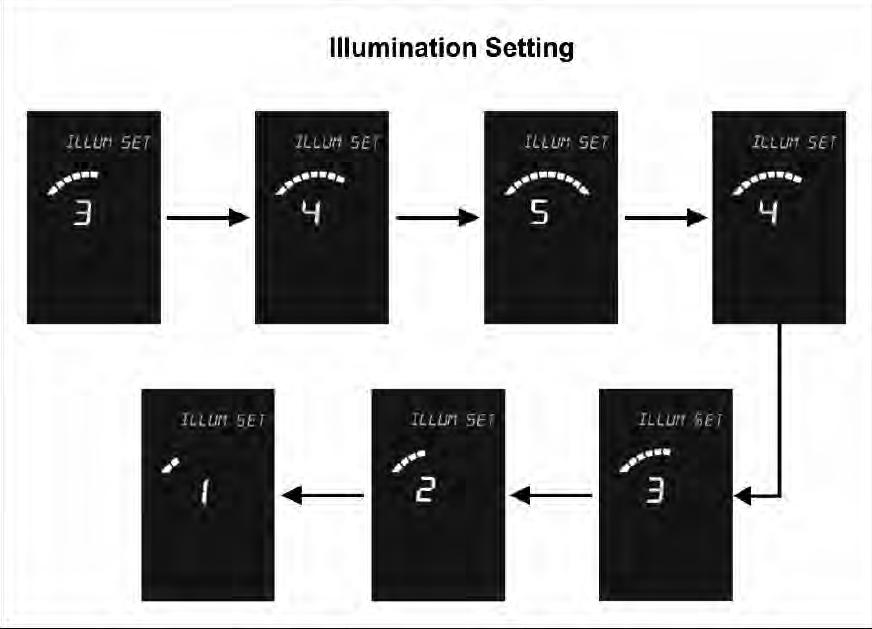 Illumination Setting
ILLUM SET
3
ILLUM SET
4
ILLUM SET
5
ILLUM SET
4
ILLUM SET
3
ILLUM SET
2
ILLUM SET
1